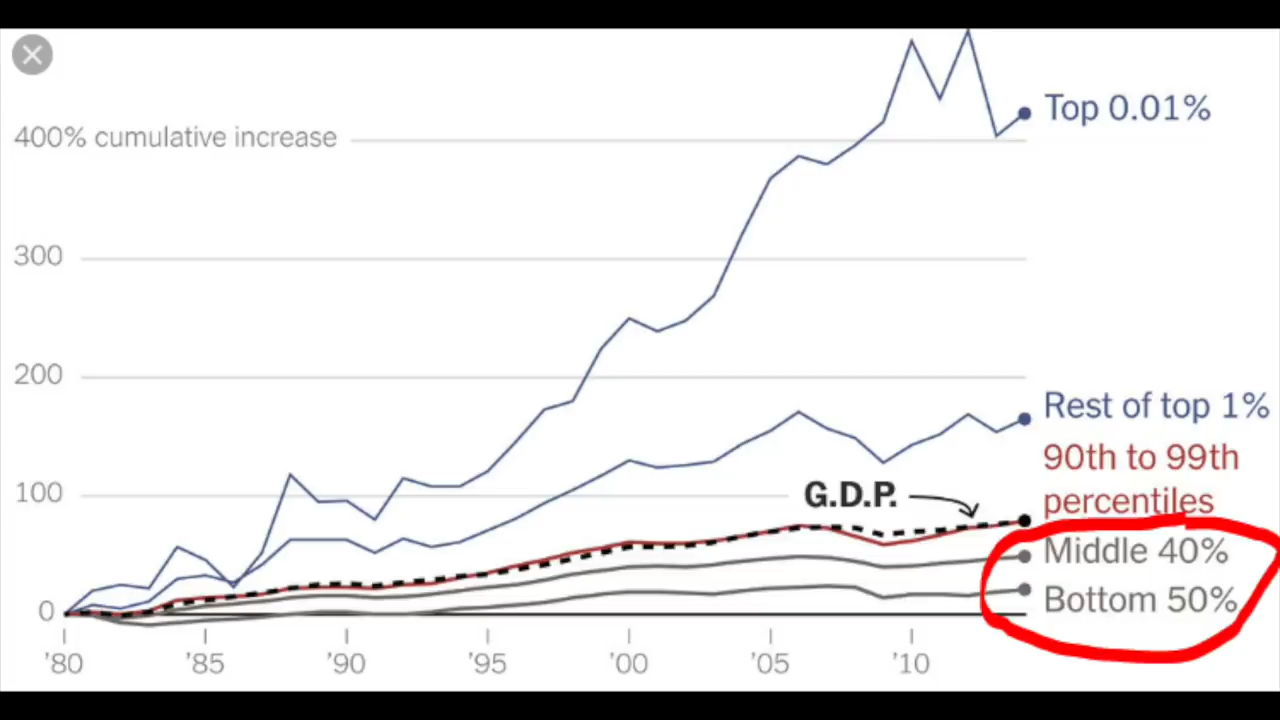 Top 0.01%
400% cumulative increase
300
200
Rest of top 1%
90th to 99th
percentiles
100
G.D.P.
Middle 40%
Bottom 50%
0
’80 ’85 ’90 ’95 ’00 ’05 ’10